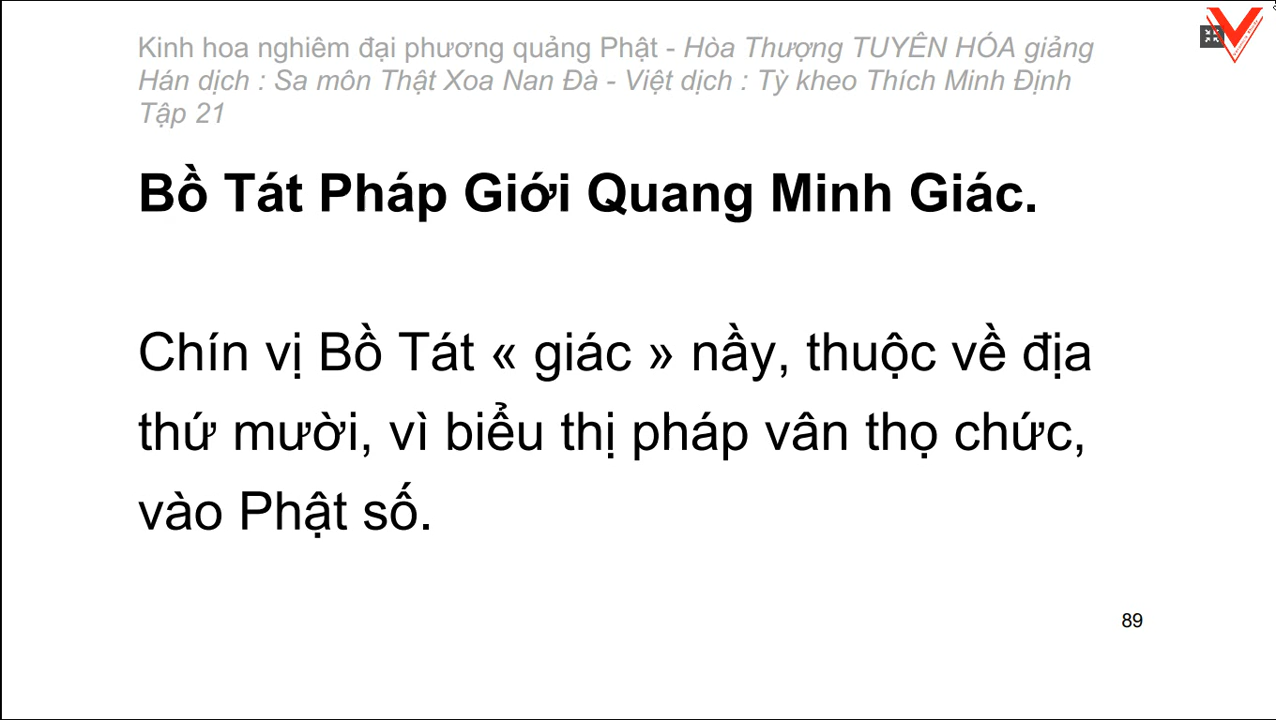 Kinh hoa nghiêm đại phương quảng Phật - Hòa Thượng TUYÊN HÓA giảng
Hán dịch : Sa môn Thật Xoa Nan Đà - Việt dịch : Tỳ kheo Thích Minh Định
Tập 21
Bồ Tát Pháp Giới Quang Minh Giác.
Chín vị Bồ Tát « giác » nầy, thuộc về địa
thứ mười, vì biểu thị pháp vân thọ chức,
vào Phật số.
89